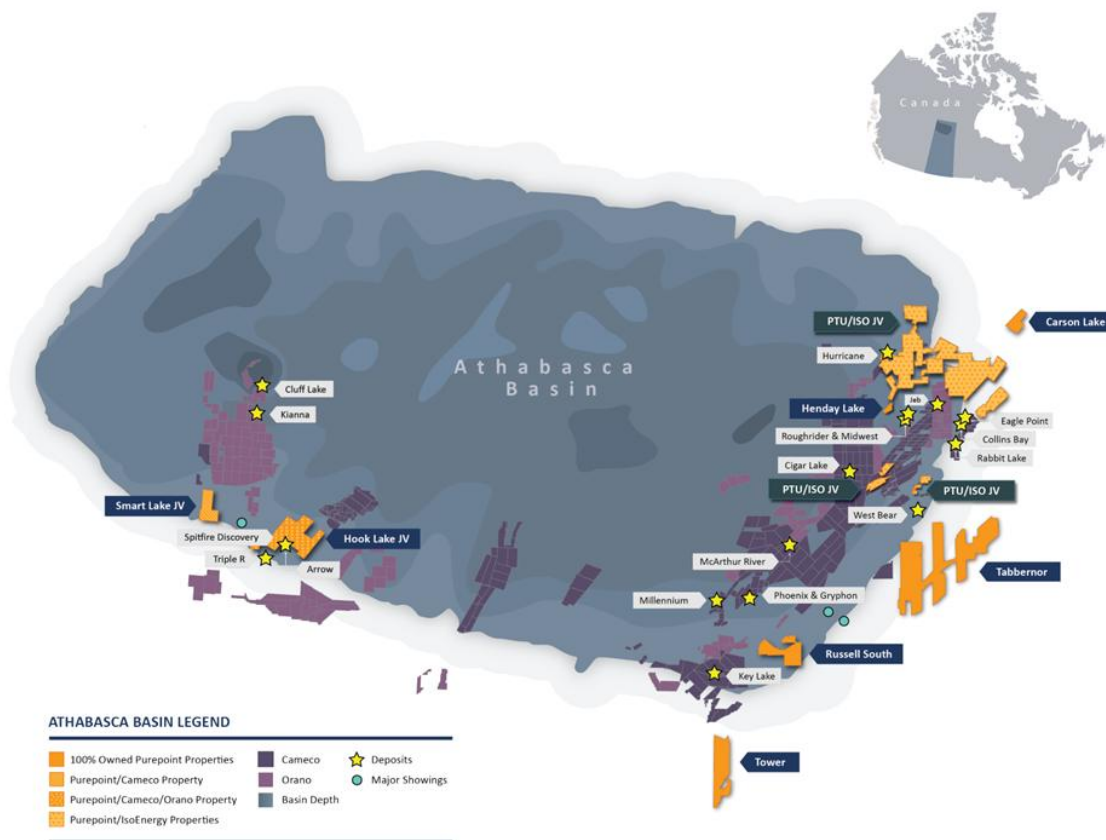 Canada
Athabasca
Basin
PTU/ISO JV
Carson Lake
Hurricane
Cluff Lake
Kianna
Henday Lake
Jeb
Eagle Point
Roughrider & Midwest
Collins Bay
Rabbit Lake
Cigar Lake
PTU/ISO JV
PTU/ISO JV
Smart Lake JV
West Bear
Spitfire Discovery
Hook Lake JV
Triple R
Arrow
McArthur River
Tabbernor
Millennium
Phoenix & Gryphon
Russell South
Key Lake
Tower
ATHABASCA BASIN LEGEND
100% Owned Purepoint Properties
Purepoint/Cameco Property
Purepoint/Cameco/Orano Property
Purepoint/IsoEnergy Properties
Cameco
Orano
Basin Depth
Deposits
Major Showings